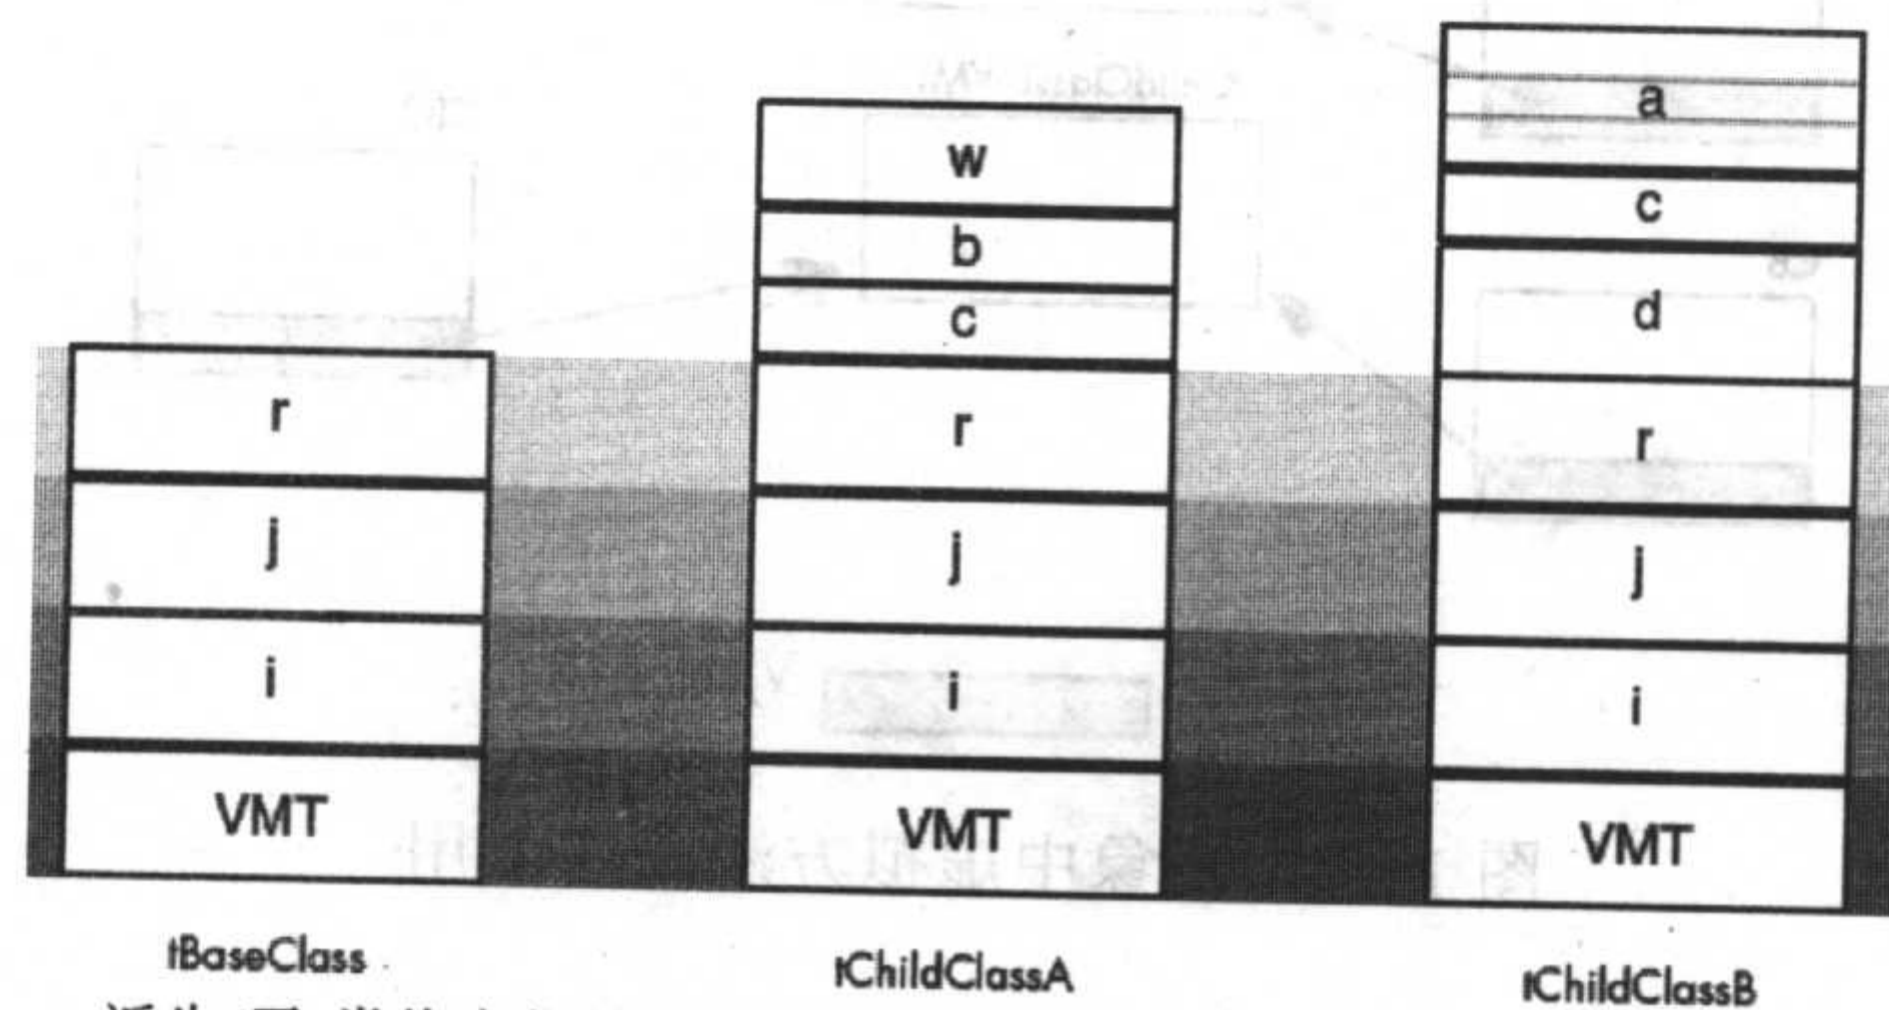 r
j
i
VMT
tBaseClass
w
b
c
r
j
i
VMT
tChildClassA
a
c
d
r
j
i
VMT
tChildClassB